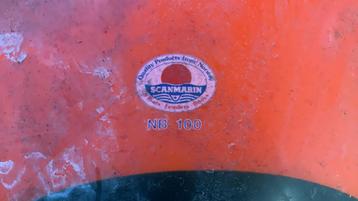 Quality Products from Norway
SCANMARIN
NB 100